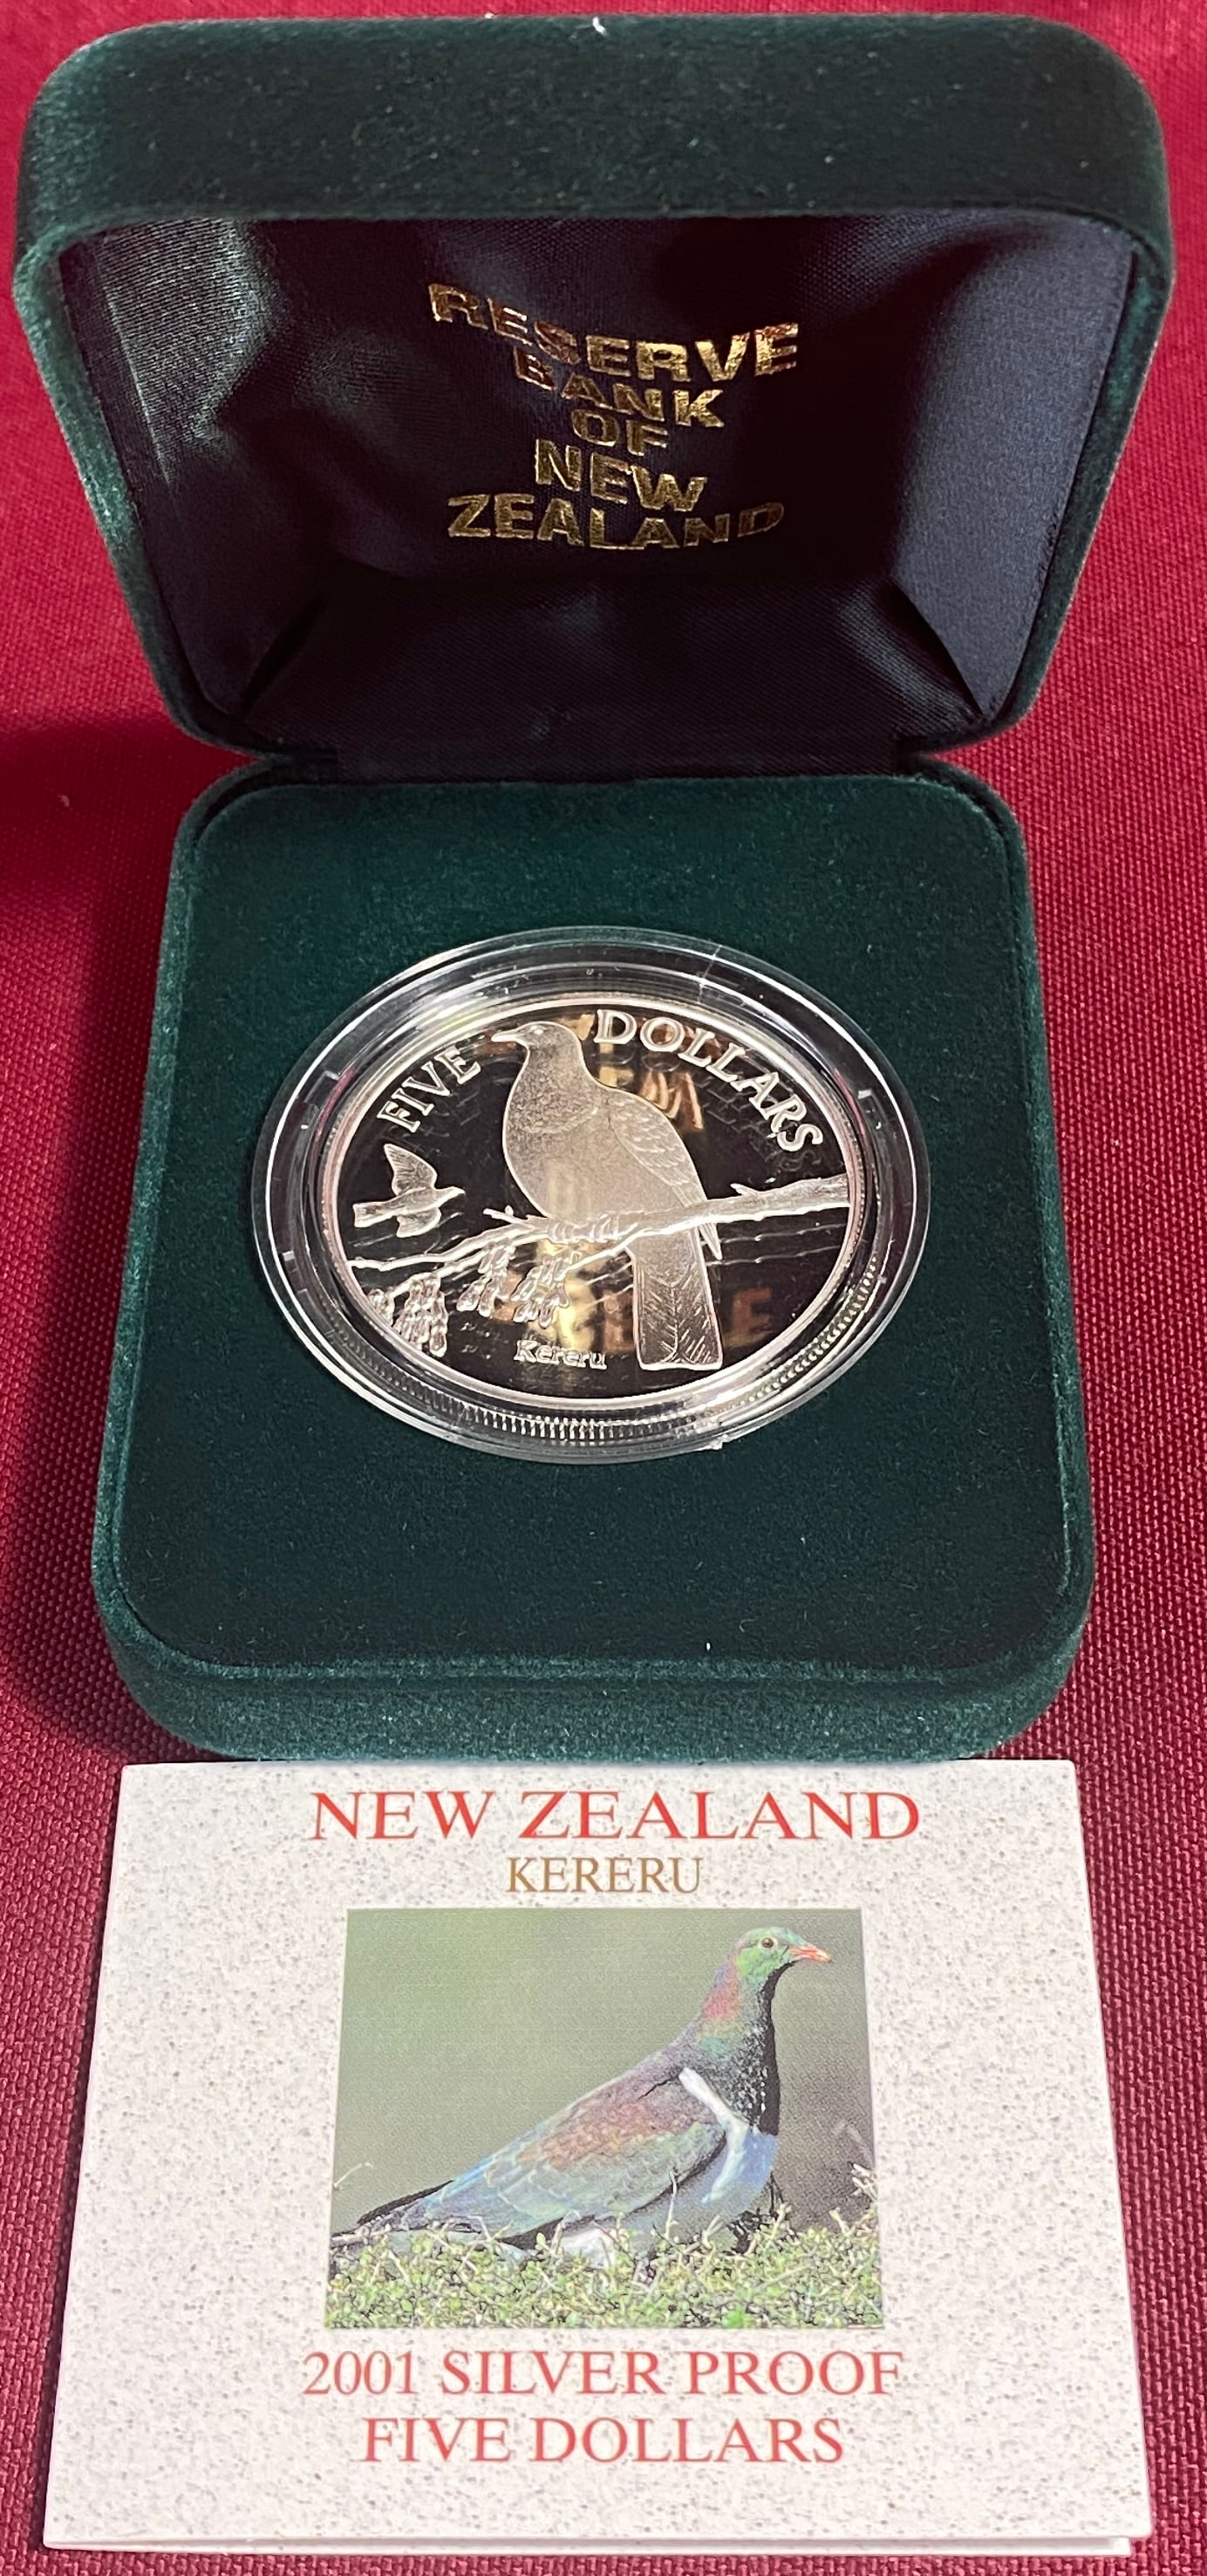 RESERVE
BANK
OF
NEW
ZEALAND
FIVE DOLLARS
Kereru
NEW ZEALAND
KERERU
2001 SILVER PROOF
FIVE DOLLARS